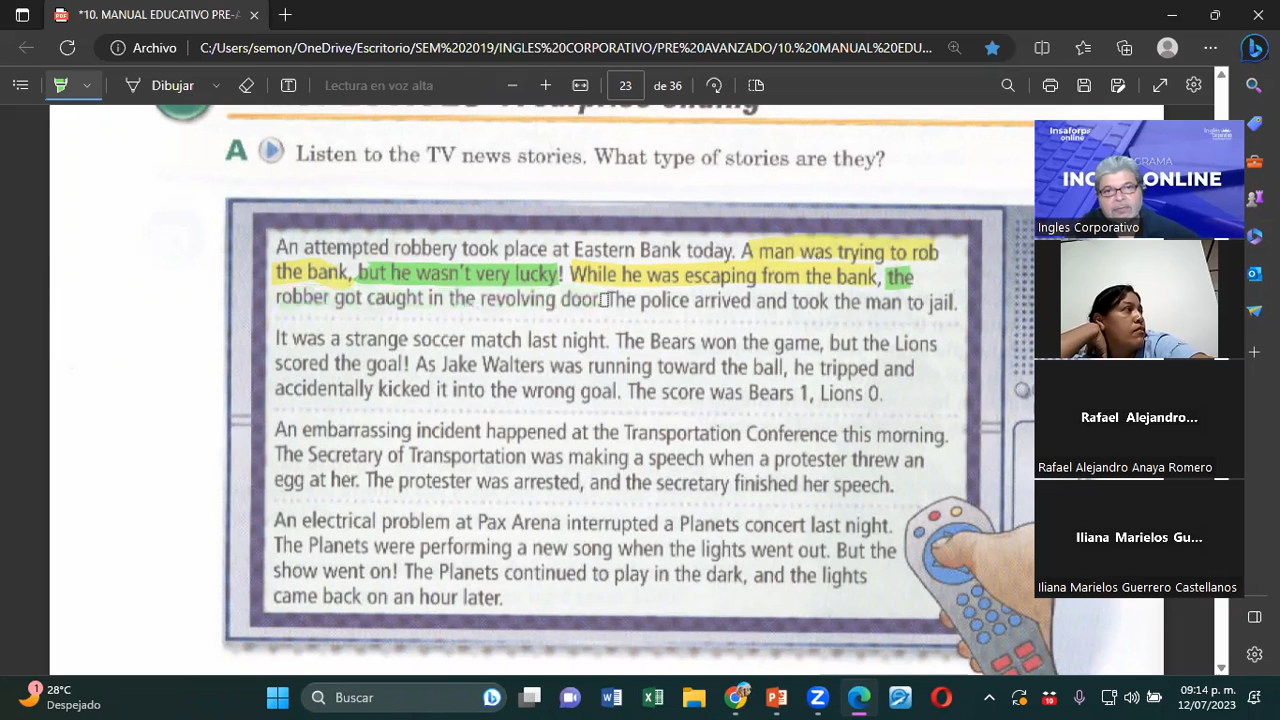 *10. MANUAL EDUCATIVO PRE-A
Archivo
C:/Users/semon/OneDrive/Escritorio/SEM%202019/INGLES%20CORPORATIVO/PRE%20AVANZADO/10.%20MANUAL%20EDU...
Dibujar
Lectura en voz alta
23
de 36
A Listen to the TV news stories. What type of stories are they?
An attempted robbery took place at Eastern Bank today. A man was trying to rob
the bank, but he wasn't very lucky! While he was escaping from the bank, the
robber got caught in the revolving door. The police arrived and took the man to jail.
It was a strange soccer match last night. The Bears won the game, but the Lions
scored the goal! As Jake Walters was running toward the ball, he tripped and
accidentally kicked it into the wrong goal. The score was Bears 1, Lions 0.
An embarrassing incident happened at the Transportation Conference this morning.
The Secretary of Transportation was making a speech when a protester threw an
egg at her. The protester was arrested, and the secretary finished her speech.
An electrical problem at Pax Arena interrupted a Planets concert last night.
The Planets were performing a new song when the lights went out. But the
show went on! The Planets continued to play in the dark, and the lights
came back on an hour later.
Insaforp
online
INGLÉS ONLINE
Ingles Corporativo
Rafael Alejandro...
Rafael Alejandro Anaya Romero
Iliana Marielos Gu...
Iliana Marielos Guerrero Castellanos
1
28°C
Despejado
Buscar
10
09:14 p. m.
12/07/2023